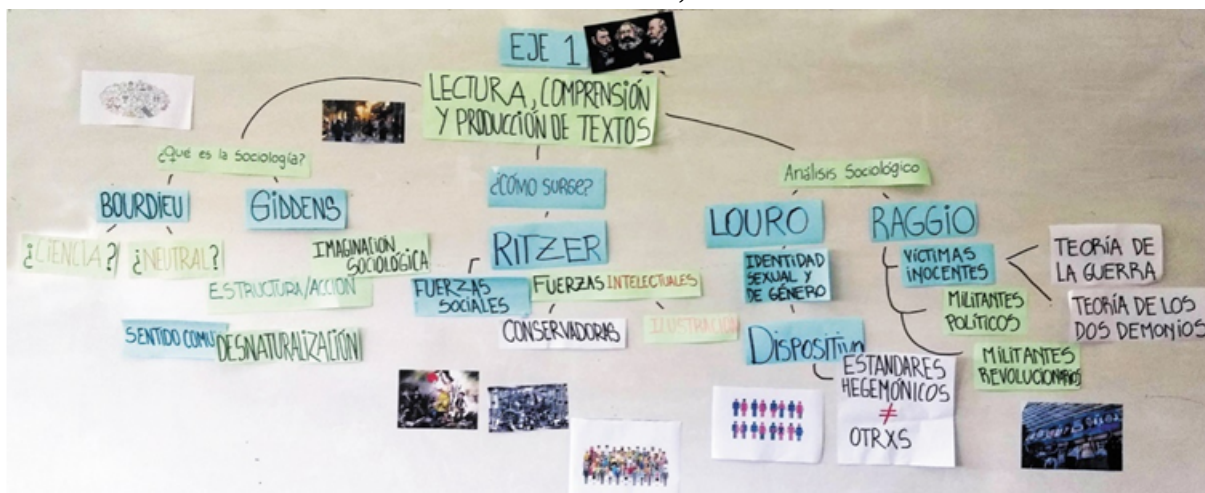 EJE 1
LECTURA, COMPRENSIÓN
Y PRODUCCIÓN DE TEXTOS
¿Qué es la Sociología?
BOURDIEU
GIDDENS
¿CIENCIA?
¿NEUTRAL?
IMAGINACIÓN
SOCIOLÓGICA
ESTRUCTURA/ACCIÓN
SENTIDO COMU
DESNATURALIZACIÓN
¿CÓMO SURGE?
RITZER
FUERZAS
SOCIALES
FUERZAS INTELECTUALES
CONSERVADORAS
ILUSTRACIÓN
Análisis Sociológico
LOURO
IDENTIDAD
SEXUAL Y
DE GÉNERO
Dispositivo
ESTANDARES
HEGEMÓNICOS
≠
OTRXS
RAGGIO
VÍCTIMAS
INOCENTES
MILITANTES
POLÍTICOS
MILITANTES
REVOLUCIONARIOS
TEORÍA DE
LA GUERRA
TEORÍA DE LOS
DOS DEMONIOS